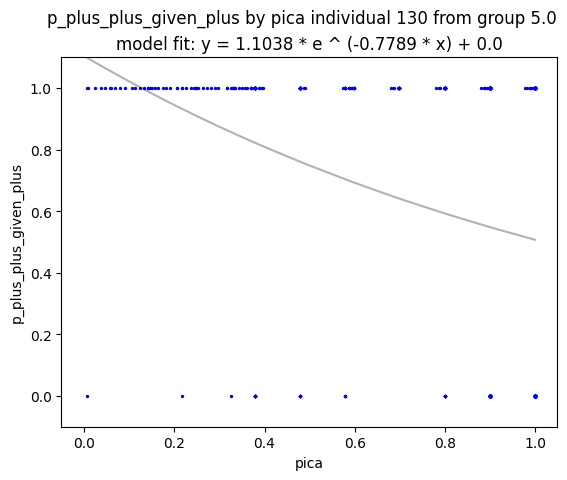 p_plus_plus_given_plus by pica individual 130 from group 5.0
model fit: y = 1.1038 * e ^ (-0.7789 * x) + 0.0
1.0
0.8
0.6
0.4
0.2
0.0
p_plus_plus_given_plus
0.0 0.2 0.4 0.6 0.8 1.0
pica